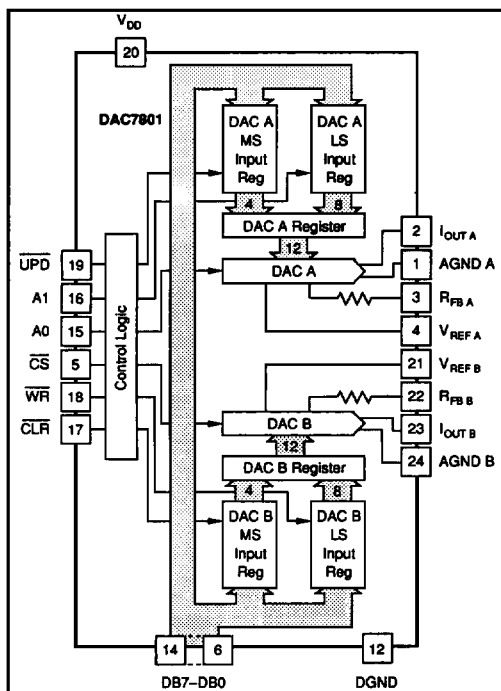 VDD
20
DAC7801
DAC A
MS
Input
Reg
DAC A
LS
Input
Reg
4
8
DAC A Register
12
DAC A
UPD
19
A1
16
A0
15
CS
5
WR
18
CLR
17
Control Logic
2
IOUT A
1
AGND A
3
RFB A
4
VREF A
21
VREF B
22
RFB B
23
IOUT B
24
AGND B
DAC B
12
DAC B Register
4
8
DAC B
MS
Input
Reg
DAC B
LS
Input
Reg
14
6
12
DB7–DB0
DGND